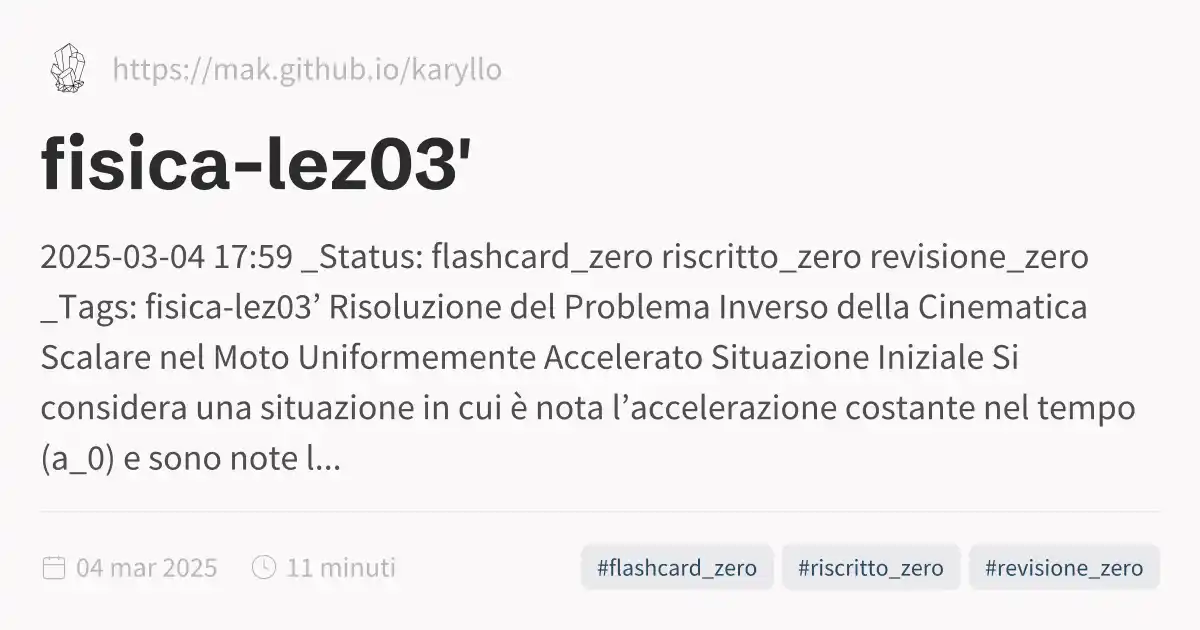 https://mak.github.io/karyllo
fisica-lez03'
2025-03-04 17:59 _Status: flashcard_zero riscritto_zero revisione_zero
_Tags: fisica-lez03’ Risoluzione del Problema Inverso della Cinematica
Scalare nel Moto Uniformemente Accelerato Situazione Iniziale Si
considera una situazione in cui è nota l’accelerazione costante nel tempo
(a_0) e sono note l...
04 mar 2025 11 minuti #flashcard_zero #riscritto_zero #revisione_zero